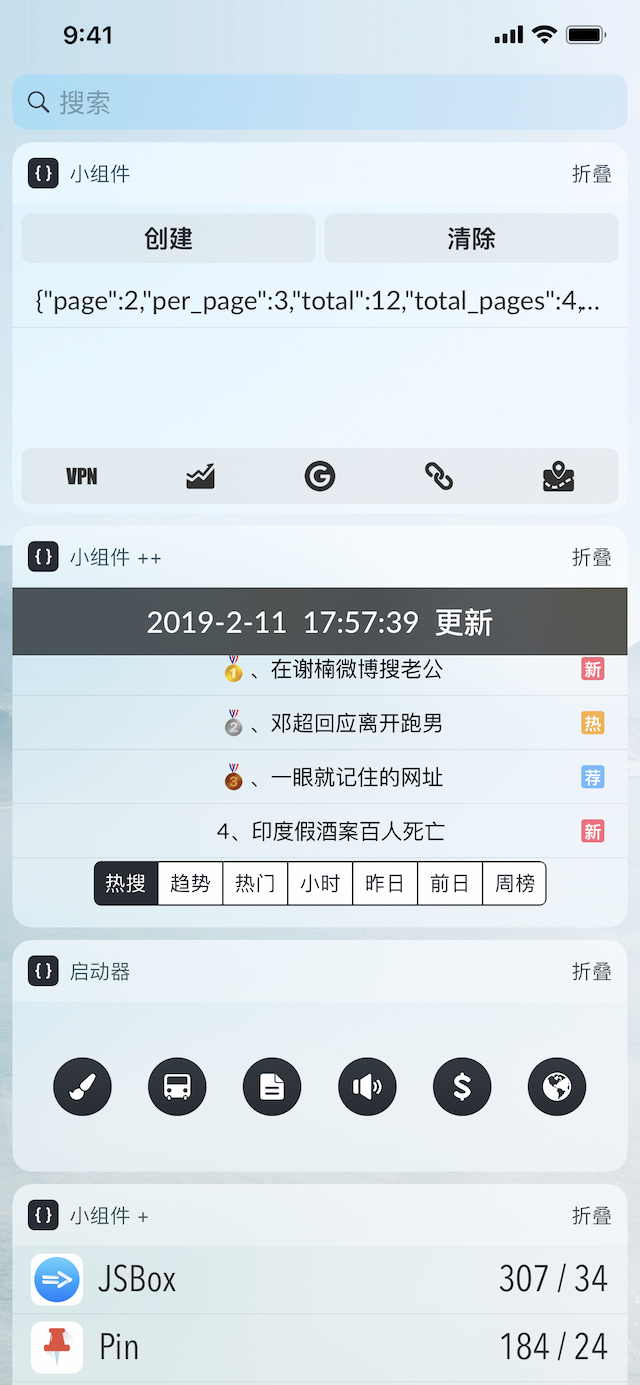 9:41
搜索
小组件 折叠
创建 清除
{"page":2,"per_page":3,"total":12,"total_pages":4,...
VPN G
小组件 ++ 折叠
2019-2-11 17:57:39 更新
1、在谢楠微博搜老公 新
2、邓超回应离开跑男 热
3、一眼就记住的网址 荐
4、印度假酒案百人死亡 新
热搜 趋势 热门 小时 昨日 前日 周榜
启动器 折叠
$
小组件 + 折叠
JSBox 307 / 34
Pin 184 / 24